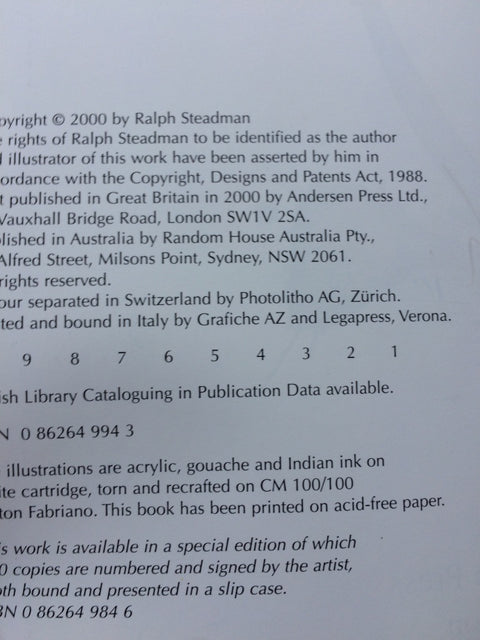 pyright © 2000 by Ralph Steadman
e rights of Ralph Steadman to be identified as the author
l illustrator of this work have been asserted by him in
ordance with the Copyright, Designs and Patents Act, 1988.
t published in Great Britain in 2000 by Andersen Press Ltd.,
Vauxhall Bridge Road, London SW1V 2SA.
lished in Australia by Random House Australia Pty.,
Alfred Street, Milsons Point, Sydney, NSW 2061.
rights reserved.
our separated in Switzerland by Photolitho AG, Zürich.
ted and bound in Italy by Grafiche AZ and Legapress, Verona.
9 8 7 6 5 4 3 2 1
ish Library Cataloguing in Publication Data available.
N 0 86264 994 3
illustrations are acrylic, gouache and Indian ink on
ite cartridge, torn and recrafted on CM 100/100
ton Fabriano. This book has been printed on acid-free paper.
is work is available in a special edition of which
0 copies are numbered and signed by the artist,
oth bound and presented in a slip case.
BN 0 86264 984 6